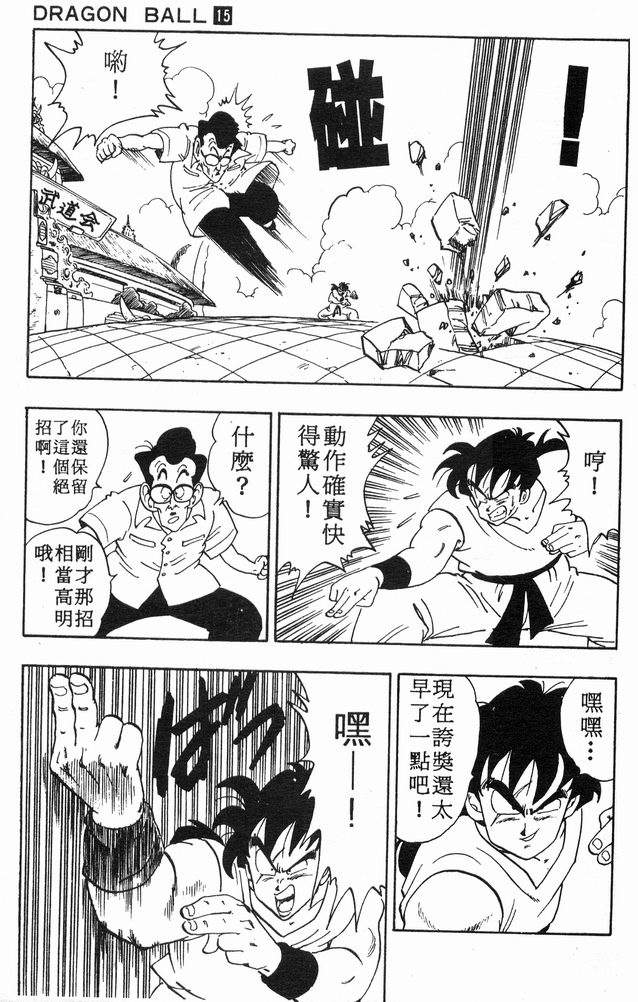 DRAGON BALL 15
碰！
喲！
武道会
哼！
動作確實快
得驚人！
什麼？
你還保留
了這個絕
招啊！
剛才那招
相當高明
哦！
嘿嘿…
現在誇獎還太
早了一點吧！
嘿—！
ばっ